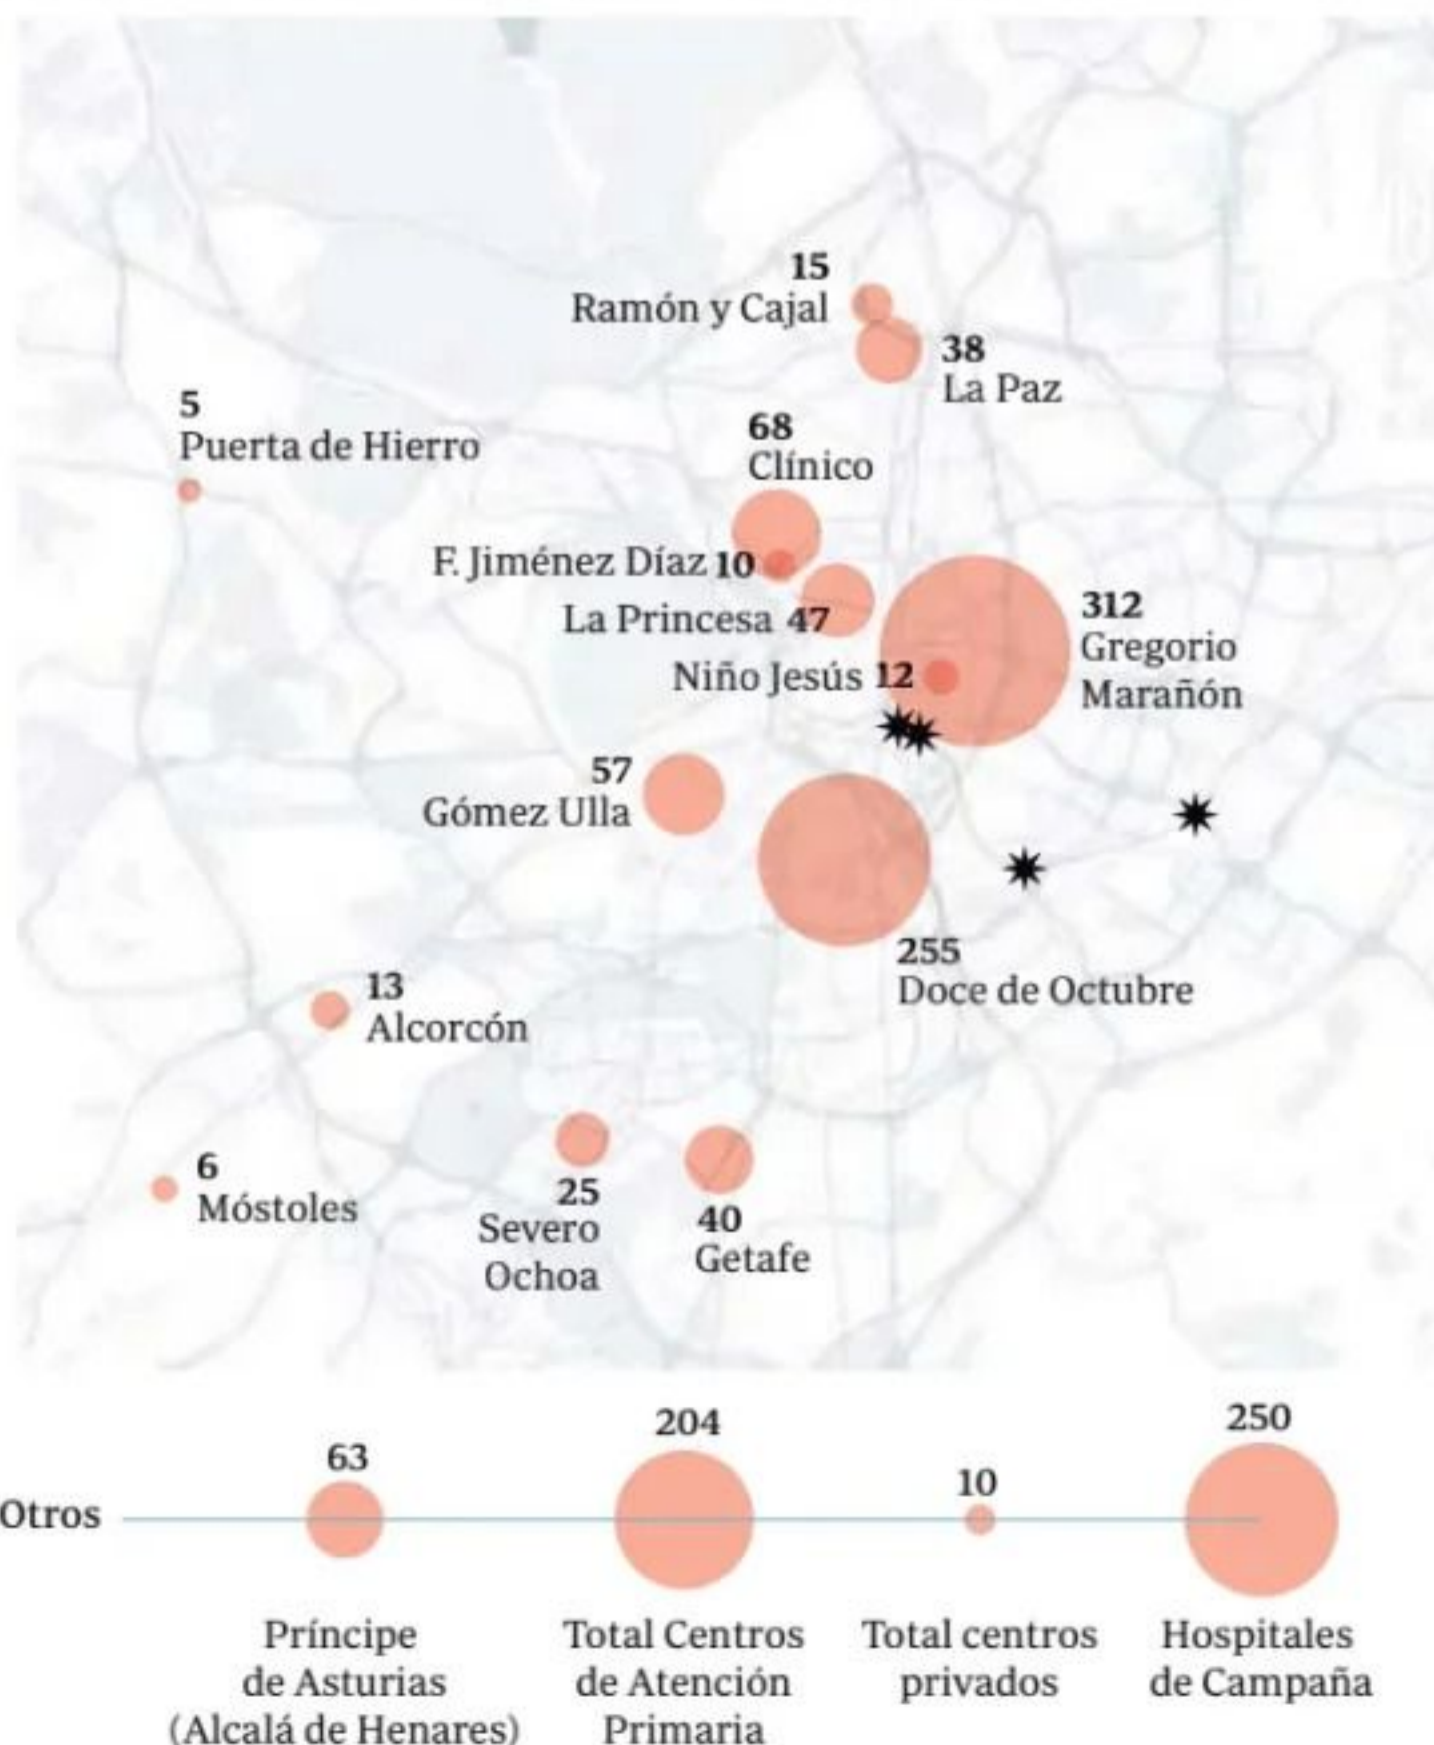 15
Ramón y Cajal
38
La Paz
5
Puerta de Hierro
68
Clínico
F. Jiménez Díaz 10
La Princesa 47
312
Gregorio
Marañón
Niño Jesús 12
57
Gómez Ulla
255
Doce de Octubre
13
Alcorcón
6
Móstoles
25
Severo
Ochoa
40
Getafe
Otros
63
Príncipe
de Asturias
(Alcalá de Henares)
204
Total Centros
de Atención
Primaria
10
Total centros
privados
250
Hospitales
de Campaña